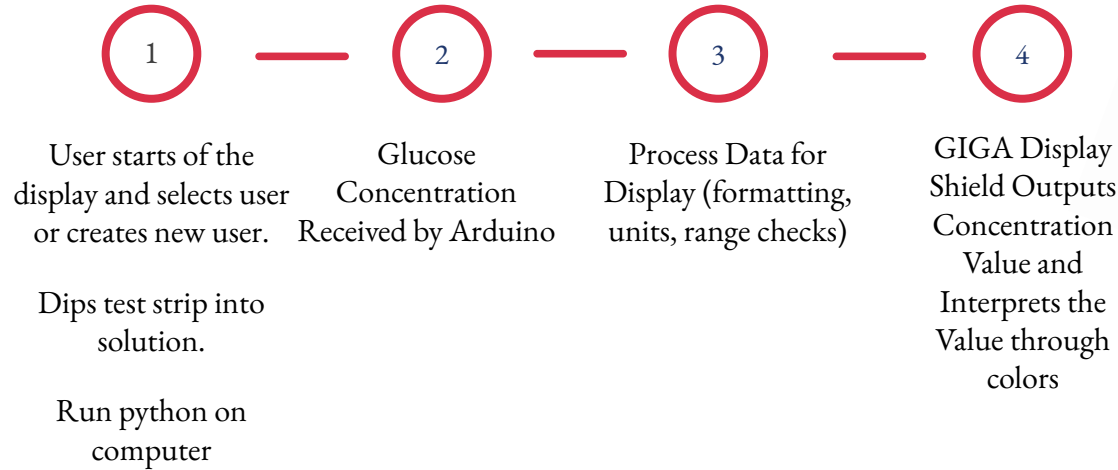 1
User starts of the
display and selects user
or creates new user.
Dips test strip into
solution.
Run python on
computer
2
Glucose
Concentration
Received by Arduino
3
Process Data for
Display (formatting,
units, range checks)
4
GIGA Display
Shield Outputs
Concentration
Value and
Interprets the
Value through
colors